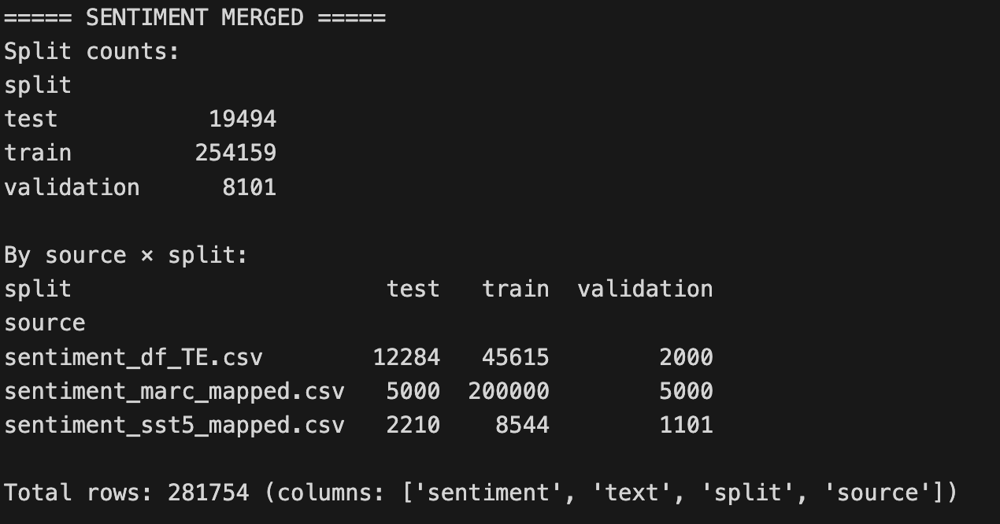 ===== SENTIMENT MERGED =====
Split counts:
split
test 19494
train 254159
validation 8101
By source × split:
split test train validation
source
sentiment_df_TE.csv 12284 45615 2000
sentiment_marc_mapped.csv 5000 200000 5000
sentiment_sst5_mapped.csv 2210 8544 1101
Total rows: 281754 (columns: ['sentiment', 'text', 'split', 'source'])